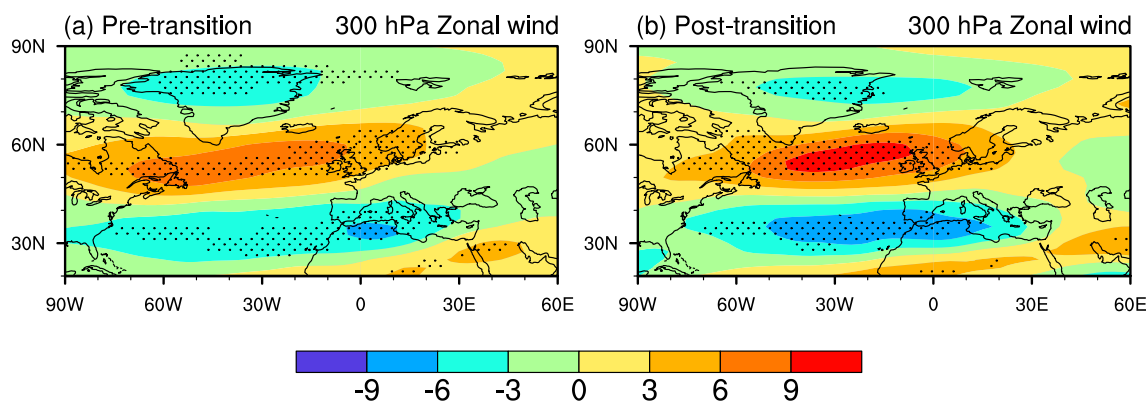 (a) Pre-transition 300 hPa Zonal wind (b) Post-transition 300 hPa Zonal wind
90N
60N
30N
90W 60W 30W 0 30E 60E
90N
60N
30N
90W 60W 30W 0 30E 60E
-9 -6 -3 0 3 6 9